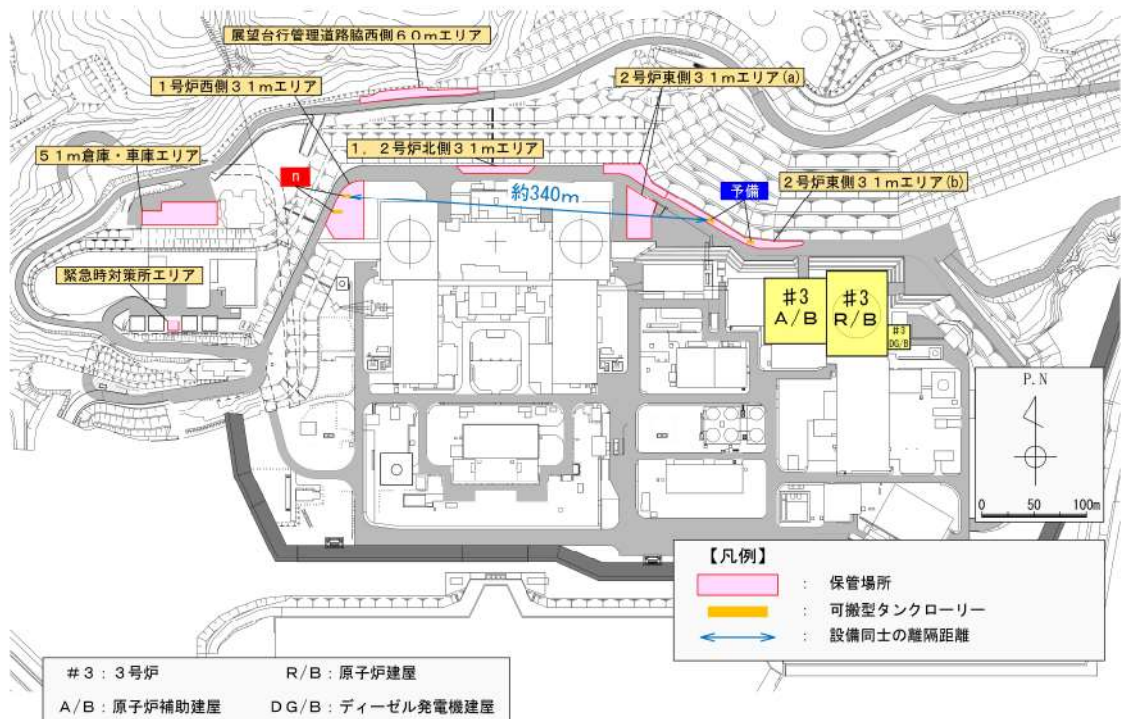 展望台行管理道路脇西側６０ｍエリア
１号炉西側３１ｍエリア
２号炉東側３１ｍエリア(a)
５１ｍ倉庫・車庫エリア
１，２号炉北側３１ｍエリア
n
約340m
予備
２号炉東側３１ｍエリア(b)
緊急時対策所エリア
＃3
A/B
＃3
R/B
＃3
DG/B
P.N
0 50 100m
【凡例】
： 保管場所
： 可搬型タンクローリー
： 設備同士の離隔距離
＃３：３号炉 R/B：原子炉建屋
A/B：原子炉補助建屋 DG/B：ディーゼル発電機建屋